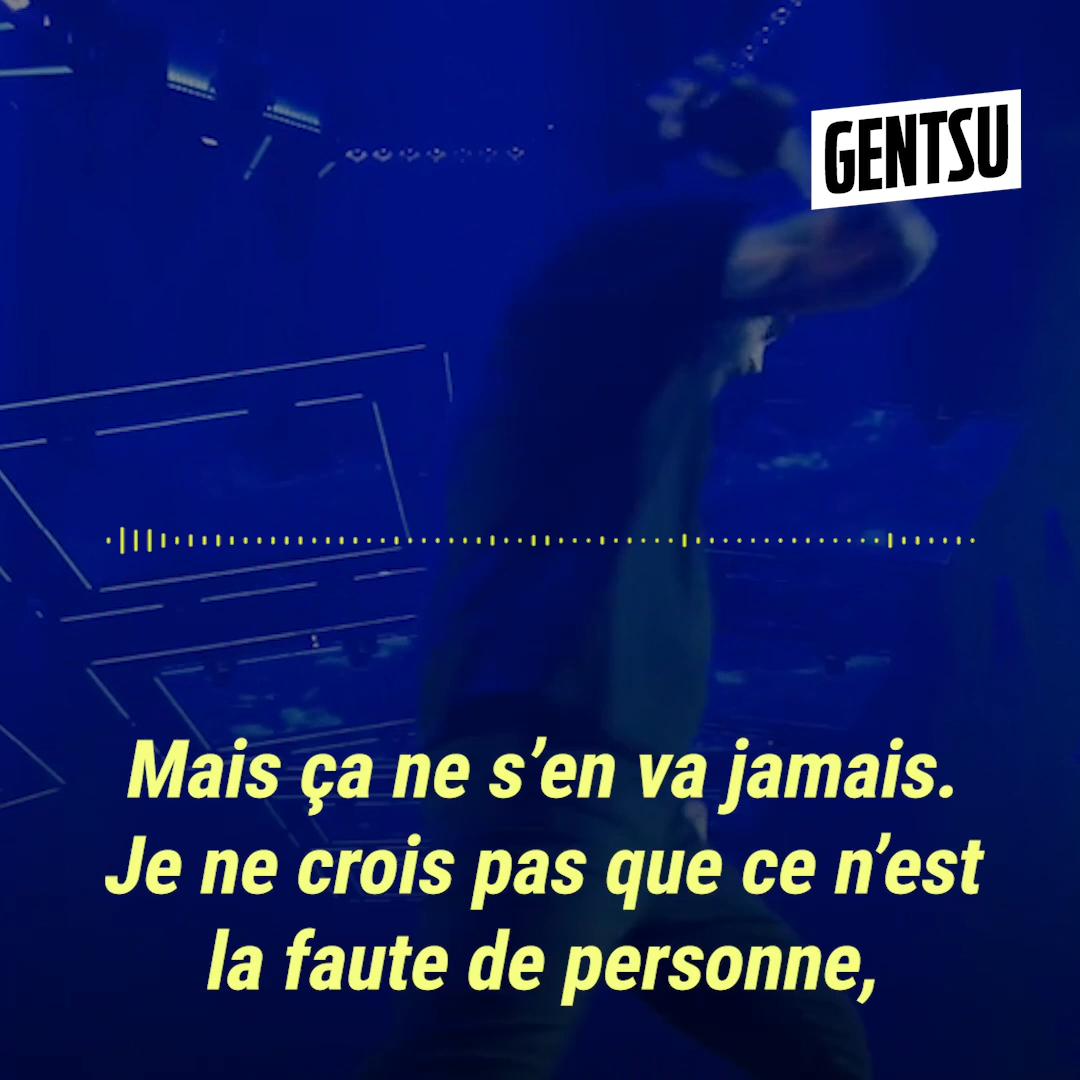 GENTSU
Mais ça ne s’en va jamais.
Je ne crois pas que ce n’est
la faute de personne,